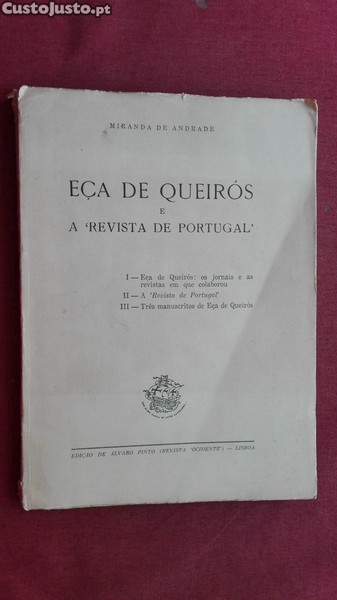 CustoJusto.pt
MIRANDA DE ANDRADE
EÇA DE QUEIRÓS
E
A ‘REVISTA DE PORTUGAL’
I — Eça de Queirós: os jornais e as
revistas em que colaborou
II — A ‘Revista de Portugal’
III — Três manuscritos de Eça de Queirós
EDIÇÃO DE ÁLVARO PINTO (REVISTA ‘OCIDENTE’) — LISBOA